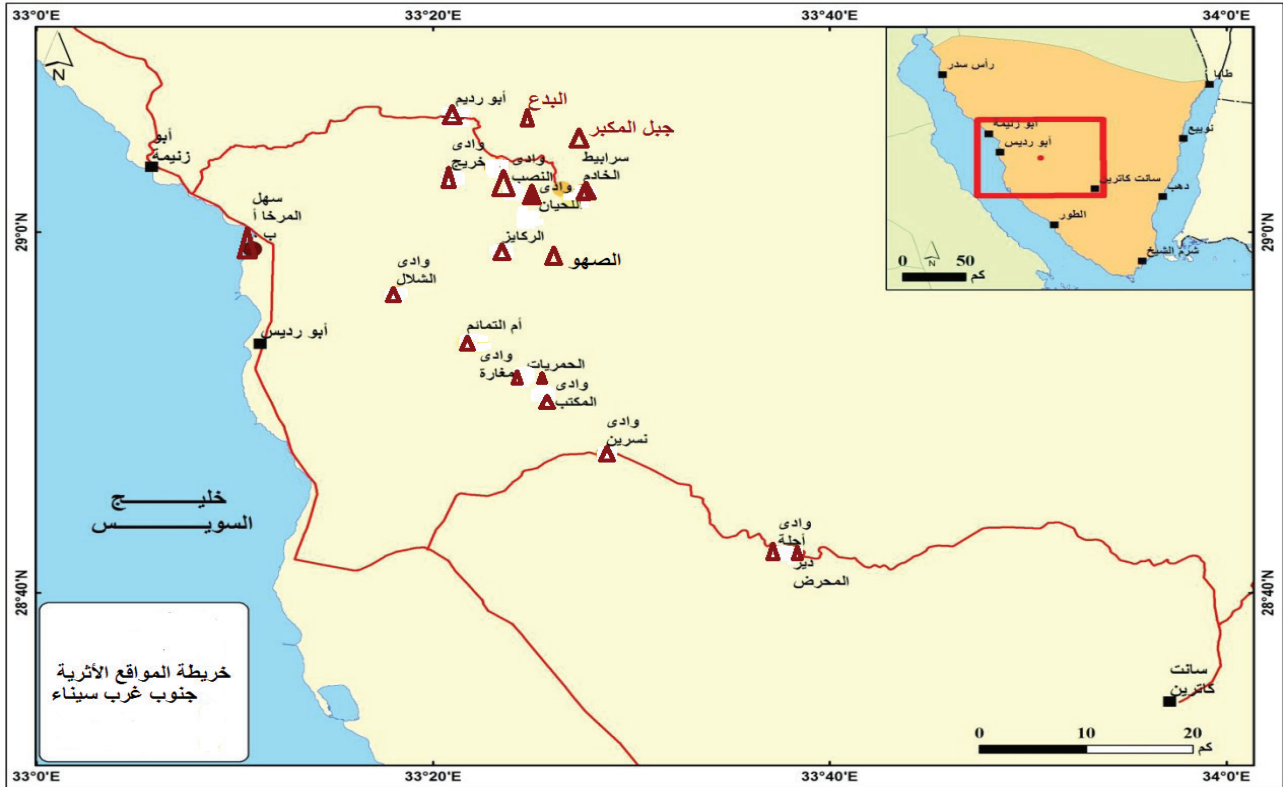 33°0'E
33°20'E
33°40'E
34°0'E
N
أبو
زنيمة
أبو رديم
البدع
جبل المكبر
وادى
خريج
وادى
النصب
سرابيط
الخادم
وادى
اللحيان
سهل
المرخا أ
ب
الركايز
الصهو
وادى
الشلال
أبو رديس
أم التمائم
وادى
مغارة
الحمريات
وادى
المكتب
وادى
نسرين
خليج
السويس
وادى
أجلة
دير
المحرض
سانت
كاترين
خريطة المواقع الأثرية
جنوب غرب سيناء
0 10 20
كم
رأس سدر
طابا
أبو زنيمة
أبو رديس
نويبع
سانت كاترين
دهب
الطور
شرم الشيخ
N
0 50
كم
29°0'N
29°0'N
28°40'N
28°40'N
33°0'E
33°20'E
33°40'E
34°0'E